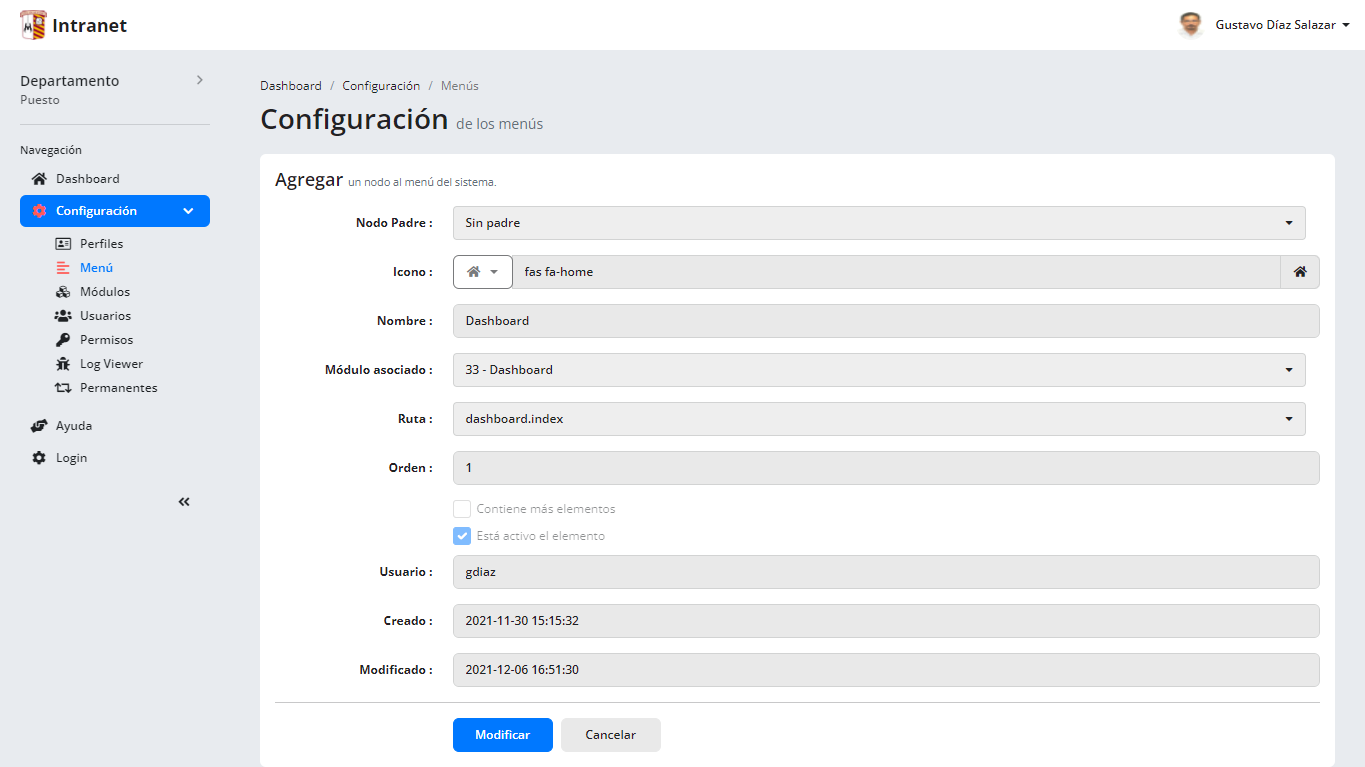 Intranet
Gustavo Díaz Salazar
Departamento
Puesto
Navegación
Dashboard
Configuración
Perfiles
Menú
Módulos
Usuarios
Permisos
Log Viewer
Permanentes
Ayuda
Login
Dashboard / Configuración / Menús
Configuración de los menús
Agregar un nodo al menú del sistema.
Nodo Padre : Sin padre
Icono : fas fa-home
Nombre : Dashboard
Módulo asociado : 33 - Dashboard
Ruta : dashboard.index
Orden : 1
Contiene más elementos
Está activo el elemento
Usuario : gdiaz
Creado : 2021-11-30 15:15:32
Modificado : 2021-12-06 16:51:30
Modificar Cancelar